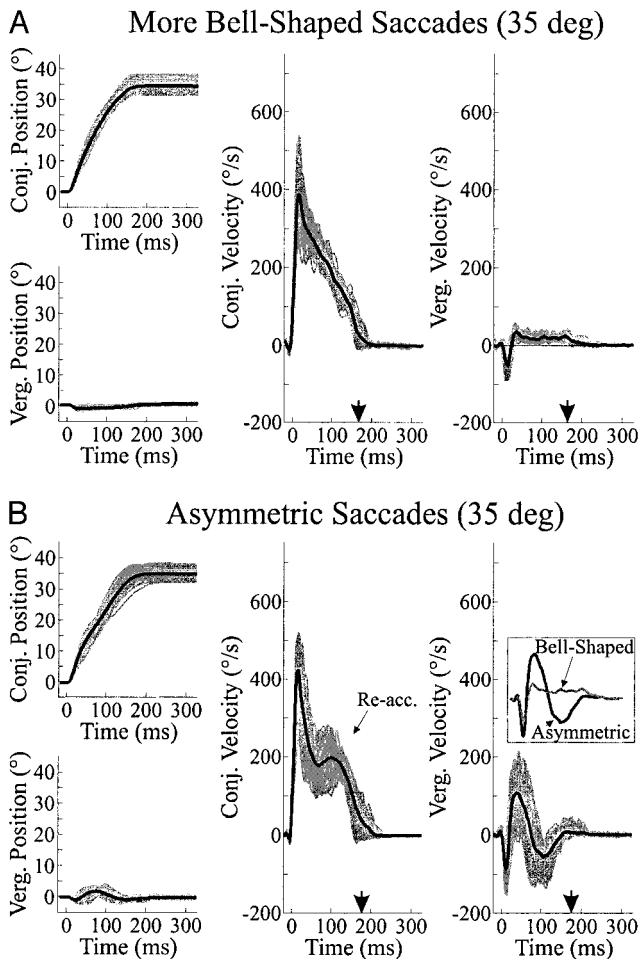 A
More Bell-Shaped Saccades (35 deg)
Conj. Position (°)
40
30
20
10
0
0 100 200 300
Time (ms)
Verg. Position (°)
40
30
20
10
0
0 100 200 300
Time (ms)
Conj. Velocity (°/s)
600
400
200
0
-200
0 100 200 300
Time (ms)
Verg. Velocity (°/s)
600
400
200
0
-200
0 100 200 300
Time (ms)
B
Asymmetric Saccades (35 deg)
Conj. Position (°)
40
30
20
10
0
0 100 200 300
Time (ms)
Verg. Position (°)
40
30
20
10
0
0 100 200 300
Time (ms)
Conj. Velocity (°/s)
600
400
200
0
-200
Re-acc.
0 100 200 300
Time (ms)
Verg. Velocity (°/s)
600
400
200
0
-200
Bell-Shaped
Asymmetric
0 100 200 300
Time (ms)